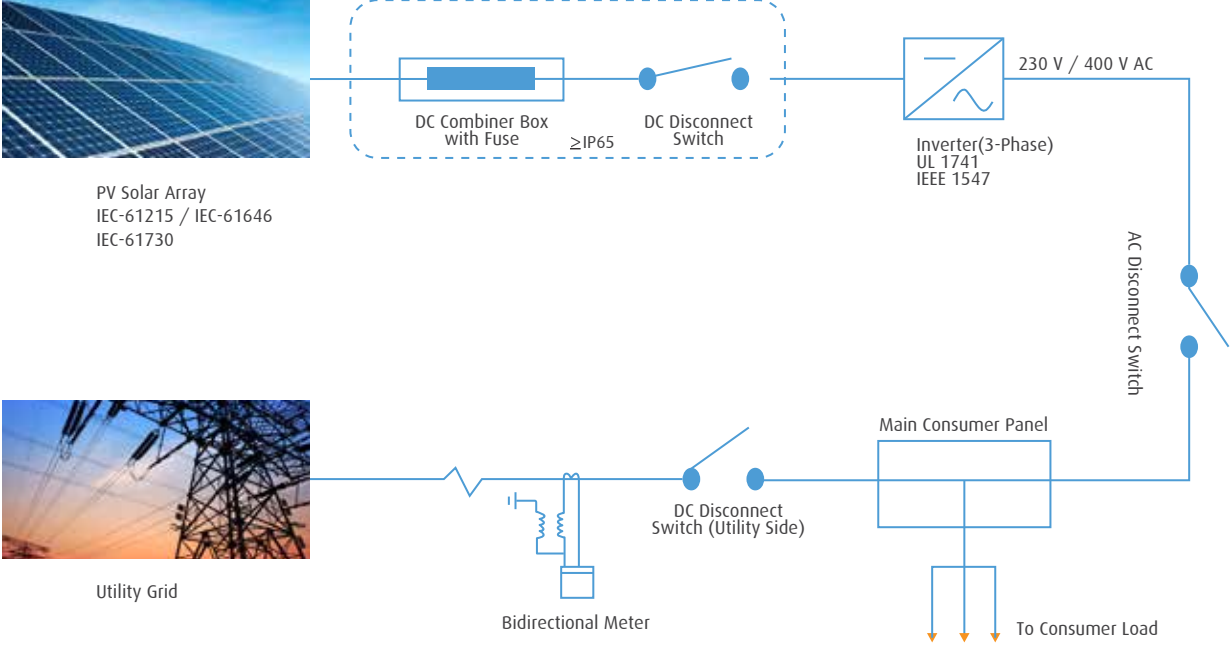 230 V / 400 V AC
DC Combiner Box
with Fuse
≥IP65
DC Disconnect
Switch
Inverter(3-Phase)
UL 1741
IEEE 1547
PV Solar Array
IEC-61215 / IEC-61646
IEC-61730
AC Disconnect Switch
Main Consumer Panel
DC Disconnect
Switch (Utility Side)
Utility Grid
Bidirectional Meter
To Consumer Load